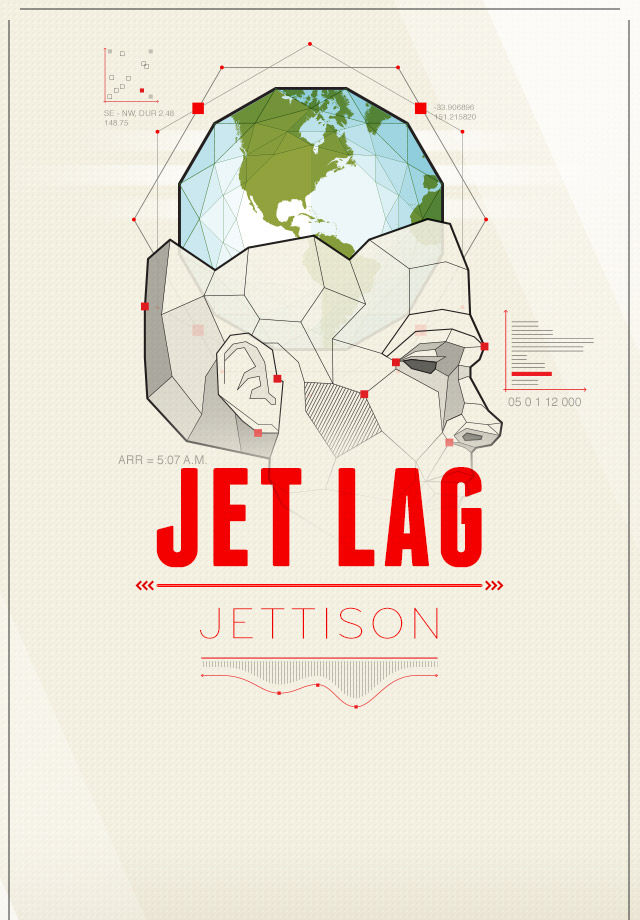 SE - NW, DUR 2.48
148.75
-33.906896
151.215820
05 0 1 12 000
ARR = 5:07 A.M.
JET LAG
JETTISON